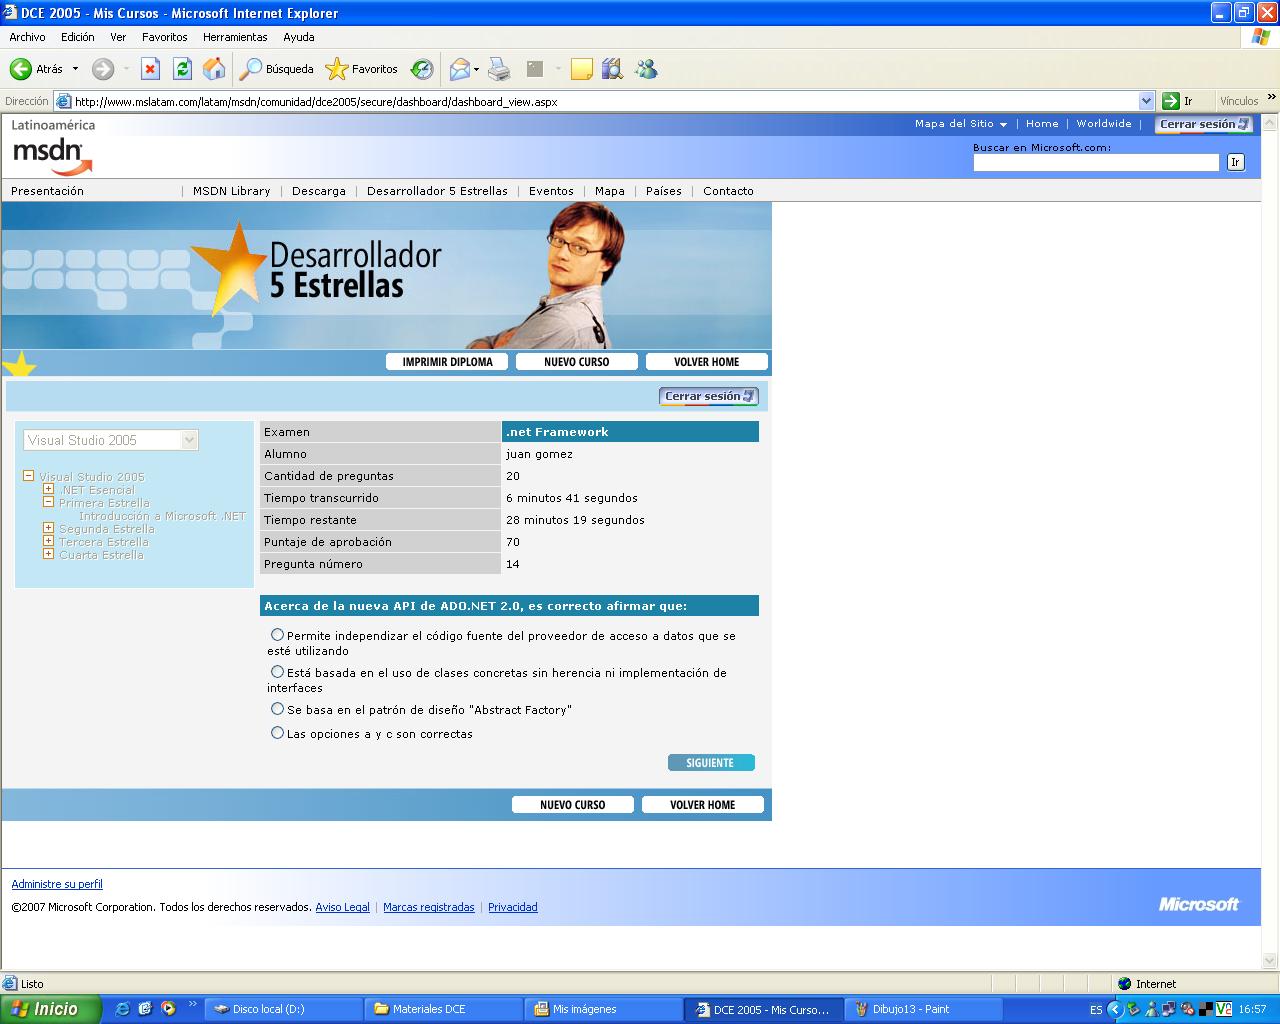 DCE 2005 - Mis Cursos - Microsoft Internet Explorer
Archivo Edición Ver Favoritos Herramientas Ayuda
Atrás Búsqueda Favoritos
Dirección http://www.mslatam.com/latam/msdn/comunidad/dce2005/secure/dashboard/dashboard_view.aspx Ir Vínculos »
Latinoamérica
Mapa del Sitio | Home | Worldwide | Cerrar sesión
msdn
Buscar en Microsoft.com:
Ir
Presentación | MSDN Library | Descarga | Desarrollador 5 Estrellas | Eventos | Mapa | Países | Contacto
Desarrollador
5 Estrellas
IMPRIMIR DIPLOMA NUEVO CURSO VOLVER HOME
Cerrar sesión
Visual Studio 2005
Visual Studio 2005
.NET Esencial
Primera Estrella
Introducción a Microsoft .NET
Segunda Estrella
Tercera Estrella
Cuarta Estrella
Examen .net Framework
Alumno juan gomez
Cantidad de preguntas 20
Tiempo transcurrido 6 minutos 41 segundos
Tiempo restante 28 minutos 19 segundos
Puntaje de aprobación 70
Pregunta número 14
Acerca de la nueva API de ADO.NET 2.0, es correcto afirmar que:
Permite independizar el código fuente del proveedor de acceso a datos que se
esté utilizando
Está basada en el uso de clases concretas sin herencia ni implementación de
interfaces
Se basa en el patrón de diseño "Abstract Factory"
Las opciones a y c son correctas
SIGUIENTE
NUEVO CURSO VOLVER HOME
Administre su perfil
©2007 Microsoft Corporation. Todos los derechos reservados. Aviso Legal | Marcas registradas | Privacidad
Microsoft
Listo Internet
Inicio » Disco local (D:) Materiales DCE Mis imágenes DCE 2005 - Mis Curso... Dibujo13 - Paint ES 16:57